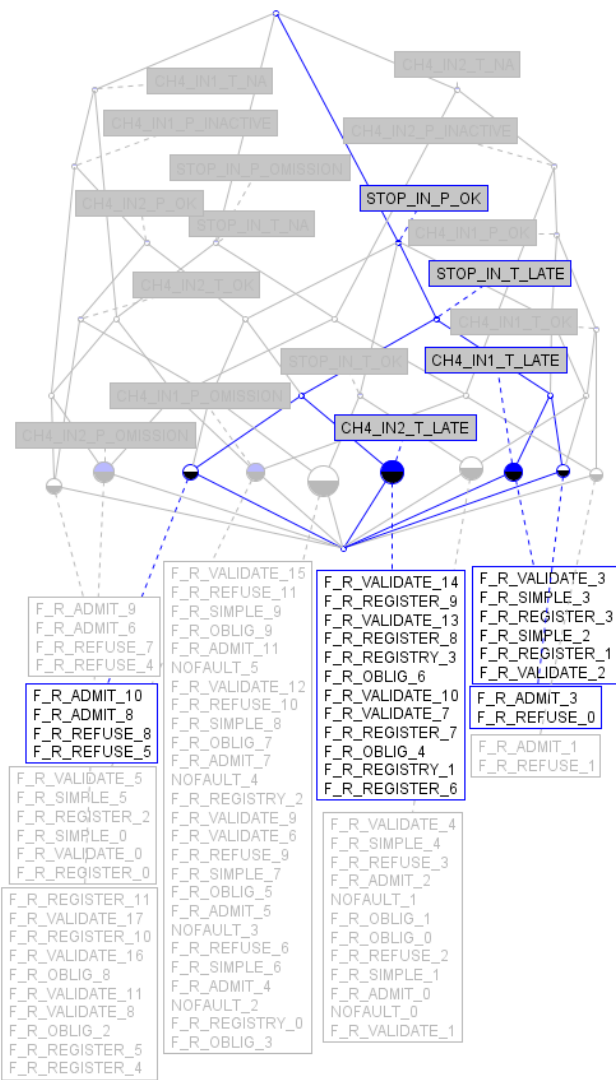 CH4_IN2_T_NA
CH4_IN1_T_NA
CH4_IN1_P_INACTIVE
CH4_IN2_P_INACTIVE
STOP_IN_P_OMISSION
STOP_IN_P_OK
CH4_IN2_P_OK
STOP_IN_T_NA
CH4_IN1_P_OK
STOP_IN_T_LATE
CH4_IN2_T_OK
CH4_IN1_T_OK
STOP_IN_T_OK
CH4_IN1_T_LATE
CH4_IN1_P_OMISSION
CH4_IN2_T_LATE
CH4_IN2_P_OMISSION
F_R_ADMIT_9
F_R_ADMIT_6
F_R_REFUSE_7
F_R_REFUSE_4
F_R_ADMIT_10
F_R_ADMIT_8
F_R_REFUSE_8
F_R_REFUSE_5
F_R_VALIDATE_5
F_R_SIMPLE_5
F_R_REGISTER_2
F_R_SIMPLE_0
F_R_VALIDATE_0
F_R_REGISTER_0
F_R_REGISTER_11
F_R_VALIDATE_17
F_R_REGISTER_10
F_R_VALIDATE_16
F_R_OBLIG_8
F_R_VALIDATE_11
F_R_VALIDATE_8
F_R_OBLIG_2
F_R_REGISTER_5
F_R_REGISTER_4
F_R_VALIDATE_15
F_R_REFUSE_11
F_R_SIMPLE_9
F_R_OBLIG_9
F_R_ADMIT_11
NOFAULT_5
F_R_VALIDATE_12
F_R_REFUSE_10
F_R_SIMPLE_8
F_R_OBLIG_7
F_R_ADMIT_7
NOFAULT_4
F_R_REGISTRY_2
F_R_VALIDATE_9
F_R_VALIDATE_6
F_R_REFUSE_9
F_R_SIMPLE_7
F_R_OBLIG_5
F_R_ADMIT_5
NOFAULT_3
F_R_REFUSE_6
F_R_SIMPLE_6
F_R_ADMIT_4
NOFAULT_2
F_R_REGISTRY_0
F_R_OBLIG_3
F_R_VALIDATE_14
F_R_REGISTER_9
F_R_VALIDATE_13
F_R_REGISTER_8
F_R_REGISTRY_3
F_R_OBLIG_6
F_R_VALIDATE_10
F_R_VALIDATE_7
F_R_REGISTER_7
F_R_OBLIG_4
F_R_REGISTRY_1
F_R_REGISTER_6
F_R_VALIDATE_4
F_R_SIMPLE_4
F_R_REFUSE_3
F_R_ADMIT_2
NOFAULT_1
F_R_OBLIG_1
F_R_OBLIG_0
F_R_REFUSE_2
F_R_SIMPLE_1
F_R_ADMIT_0
NOFAULT_0
F_R_VALIDATE_1
F_R_VALIDATE_3
F_R_SIMPLE_3
F_R_REGISTER_3
F_R_SIMPLE_2
F_R_REGISTER_1
F_R_VALIDATE_2
F_R_ADMIT_3
F_R_REFUSE_0
F_R_ADMIT_1
F_R_REFUSE_1